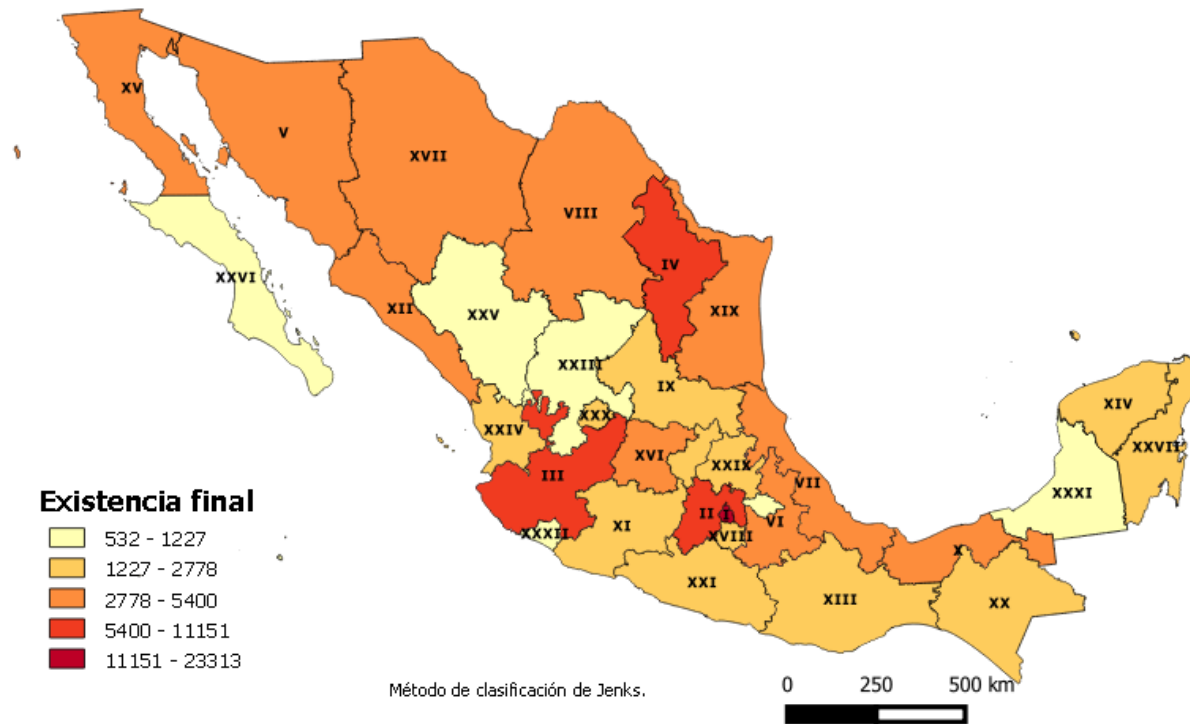 XV
V
XVII
VIII
IV
XXVI
XII
XXV
XIX
XXIII
IX
XXIV
XXX
XIV
XXVII
III
XVI
XXIX
VII
XXXI
XXXII
XI
II
I
VI
XVIII
X
XXI
XIII
XX
Existencia final
532 - 1227
1227 - 2778
2778 - 5400
5400 - 11151
11151 - 23313
Método de clasificación de Jenks.
0 250 500 km